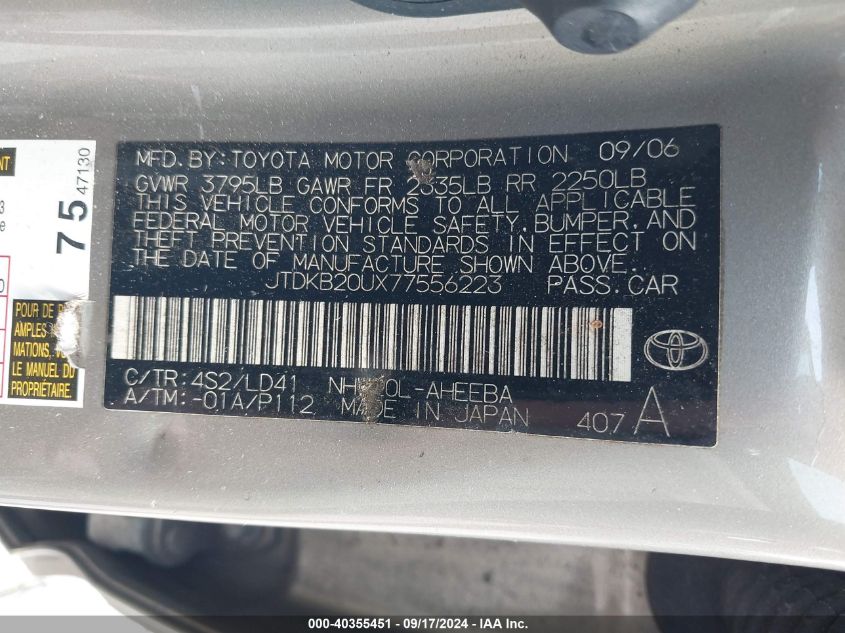 MFD. BY: TOYOTA MOTOR CORPORATION 09/06
GVWR 3795LB GAWR FR 2335LB RR 2250LB
THIS VEHICLE CONFORMS TO ALL APPLICABLE
FEDERAL MOTOR VEHICLE SAFETY, BUMPER, AND
THEFT PREVENTION STANDARDS IN EFFECT ON
THE DATE OF MANUFACTURE SHOWN ABOVE.
JTDKB20UX77556223 PASS. CAR
C/TR: 4S2/LD41
A/TM: -01A/P112 MADE IN JAPAN
407 A
75 47130
POUR DE
AMPLES
LE MANUEL DU
PROPRIÉTAIRE.
000-40355451 - 09/17/2024 - IAA, Inc.